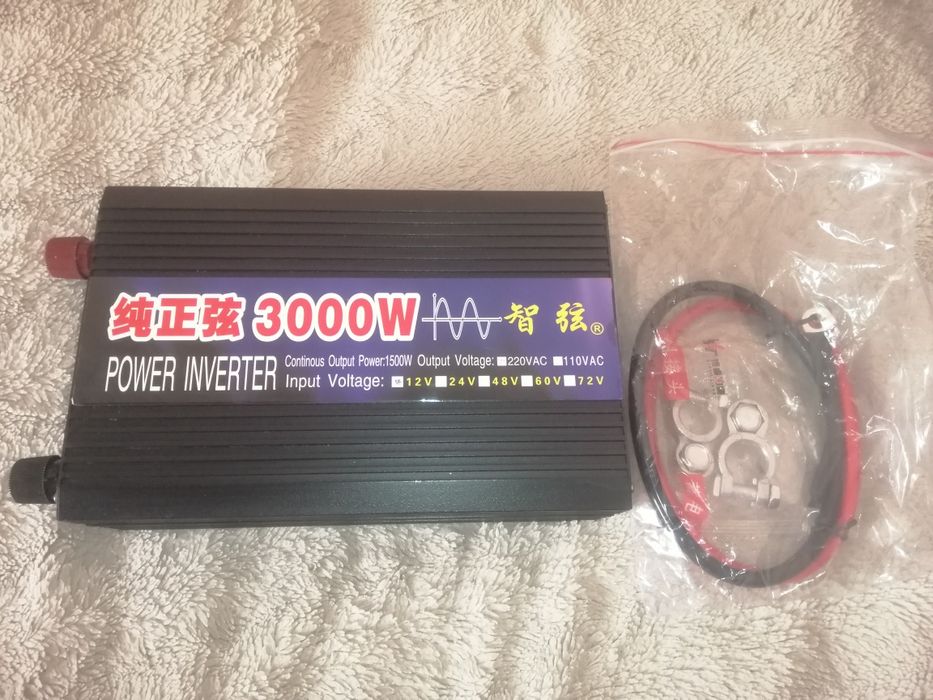 纯正弦 3000W 智弦®
POWER INVERTER
Continous Output Power:1500W Output Voltage: 220VAC 110VAC
Input Voltage: 12V 24V 48V 60V 72V